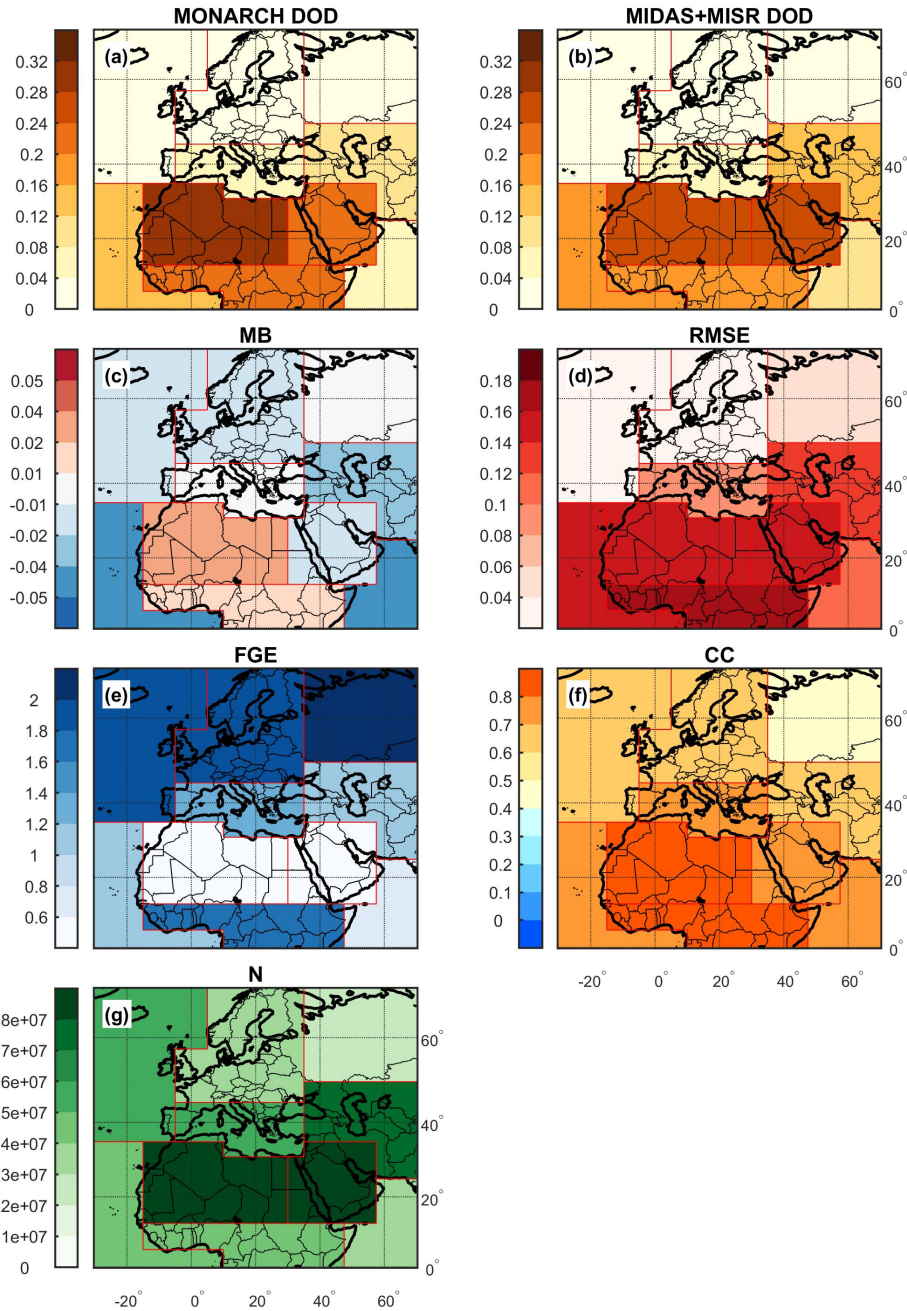 MONARCH DOD
MIDAS+MISR DOD
(a)
0.32
0.28
0.24
0.2
0.16
0.12
0.08
0.04
0
(b)
0.32
0.28
0.24
0.2
0.16
0.12
0.08
0.04
0
60°
40°
20°
0°
MB
RMSE
(c)
0.05
0.04
0.02
0.01
-0.01
-0.02
-0.04
-0.05
(d)
0.18
0.16
0.14
0.12
0.1
0.08
0.06
0.04
60°
40°
20°
0°
FGE
CC
(e)
2
1.8
1.6
1.4
1.2
1
0.8
0.6
(f)
0.8
0.7
0.6
0.5
0.4
0.3
0.2
0.1
0
60°
40°
20°
0°
-20° 0° 20° 40° 60°
N
(g)
8e+07
7e+07
6e+07
5e+07
4e+07
3e+07
2e+07
1e+07
0
60°
40°
20°
0°
-20° 0° 20° 40° 60°